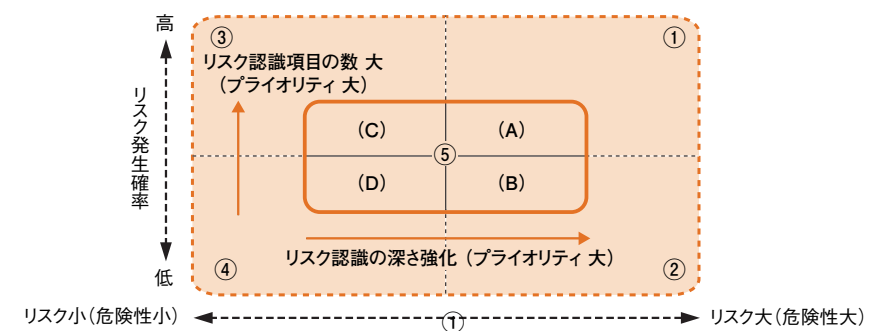 高
③
①
リスク認識項目の数 大
（プライオリティ 大）
リスク発生確率
（C）
（A）
⑤
（D）
（B）
リスク認識の深さ強化（プライオリティ 大）
低
④
②
リスク小（危険性小）
①
リスク大（危険性大）